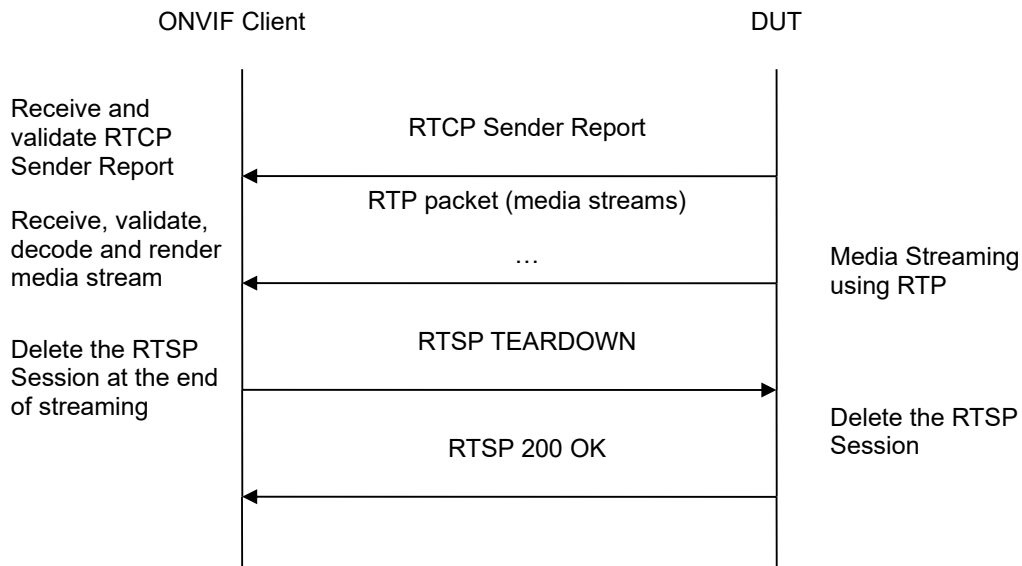 ONVIF Client
DUT
Receive and
validate RTCP
Sender Report
RTCP Sender Report
RTP packet (media streams)
Receive, validate,
decode and render
media stream
…
Media Streaming
using RTP
RTSP TEARDOWN
Delete the RTSP
Session at the end
of streaming
Delete the RTSP
Session
RTSP 200 OK